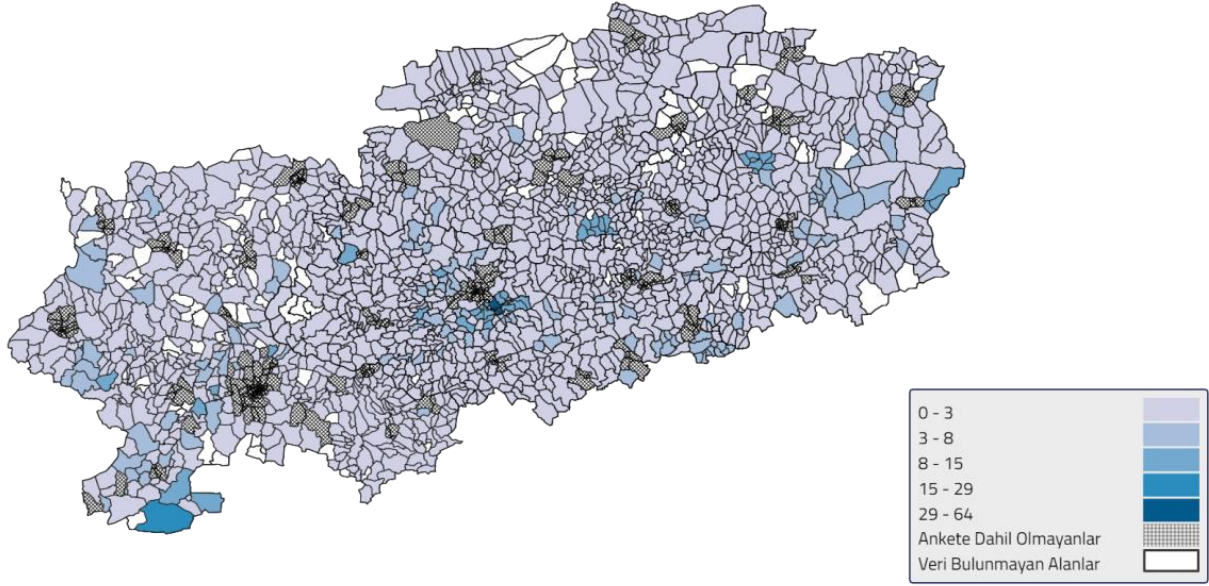 0 - 3
3 - 8
8 - 15
15 - 29
29 - 64
Ankete Dahil Olmayanlar
Veri Bulunmayan Alanlar